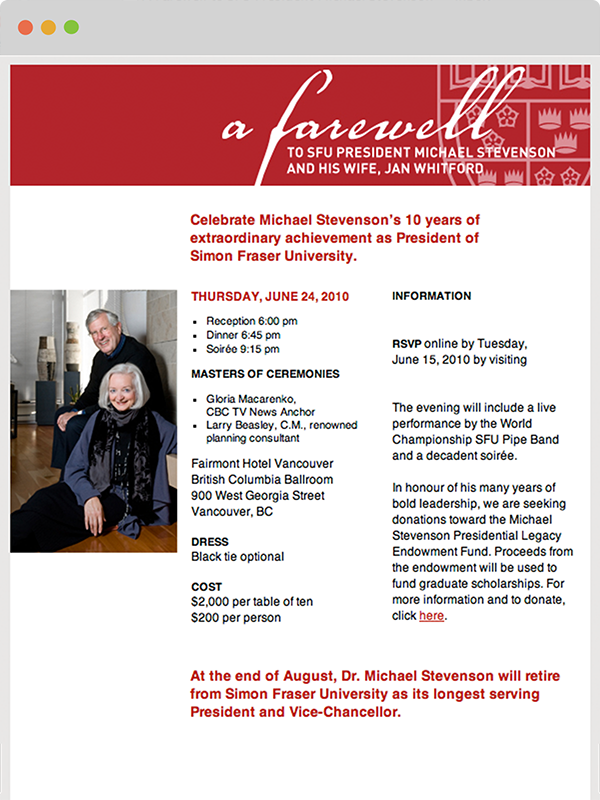 a farewell
TO SFU PRESIDENT MICHAEL STEVENSON
AND HIS WIFE, JAN WHITFORD
Celebrate Michael Stevenson's 10 years of
extraordinary achievement as President of
Simon Fraser University.
THURSDAY, JUNE 24, 2010
▪ Reception 6:00 pm
▪ Dinner 6:45 pm
▪ Soirée 9:15 pm
MASTERS OF CEREMONIES
▪ Gloria Macarenko,
CBC TV News Anchor
▪ Larry Beasley, C.M., renowned
planning consultant
Fairmont Hotel Vancouver
British Columbia Ballroom
900 West Georgia Street
Vancouver, BC
DRESS
Black tie optional
COST
$2,000 per table of ten
$200 per person
INFORMATION
RSVP online by Tuesday,
June 15, 2010 by visiting
The evening will include a live
performance by the World
Championship SFU Pipe Band
and a decadent soirée.
In honour of his many years of
bold leadership, we are seeking
donations toward the Michael
Stevenson Presidential Legacy
Endowment Fund. Proceeds from
the endowment will be used to
fund graduate scholarships. For
more information and to donate,
click here.
At the end of August, Dr. Michael Stevenson will retire
from Simon Fraser University as its longest serving
President and Vice-Chancellor.